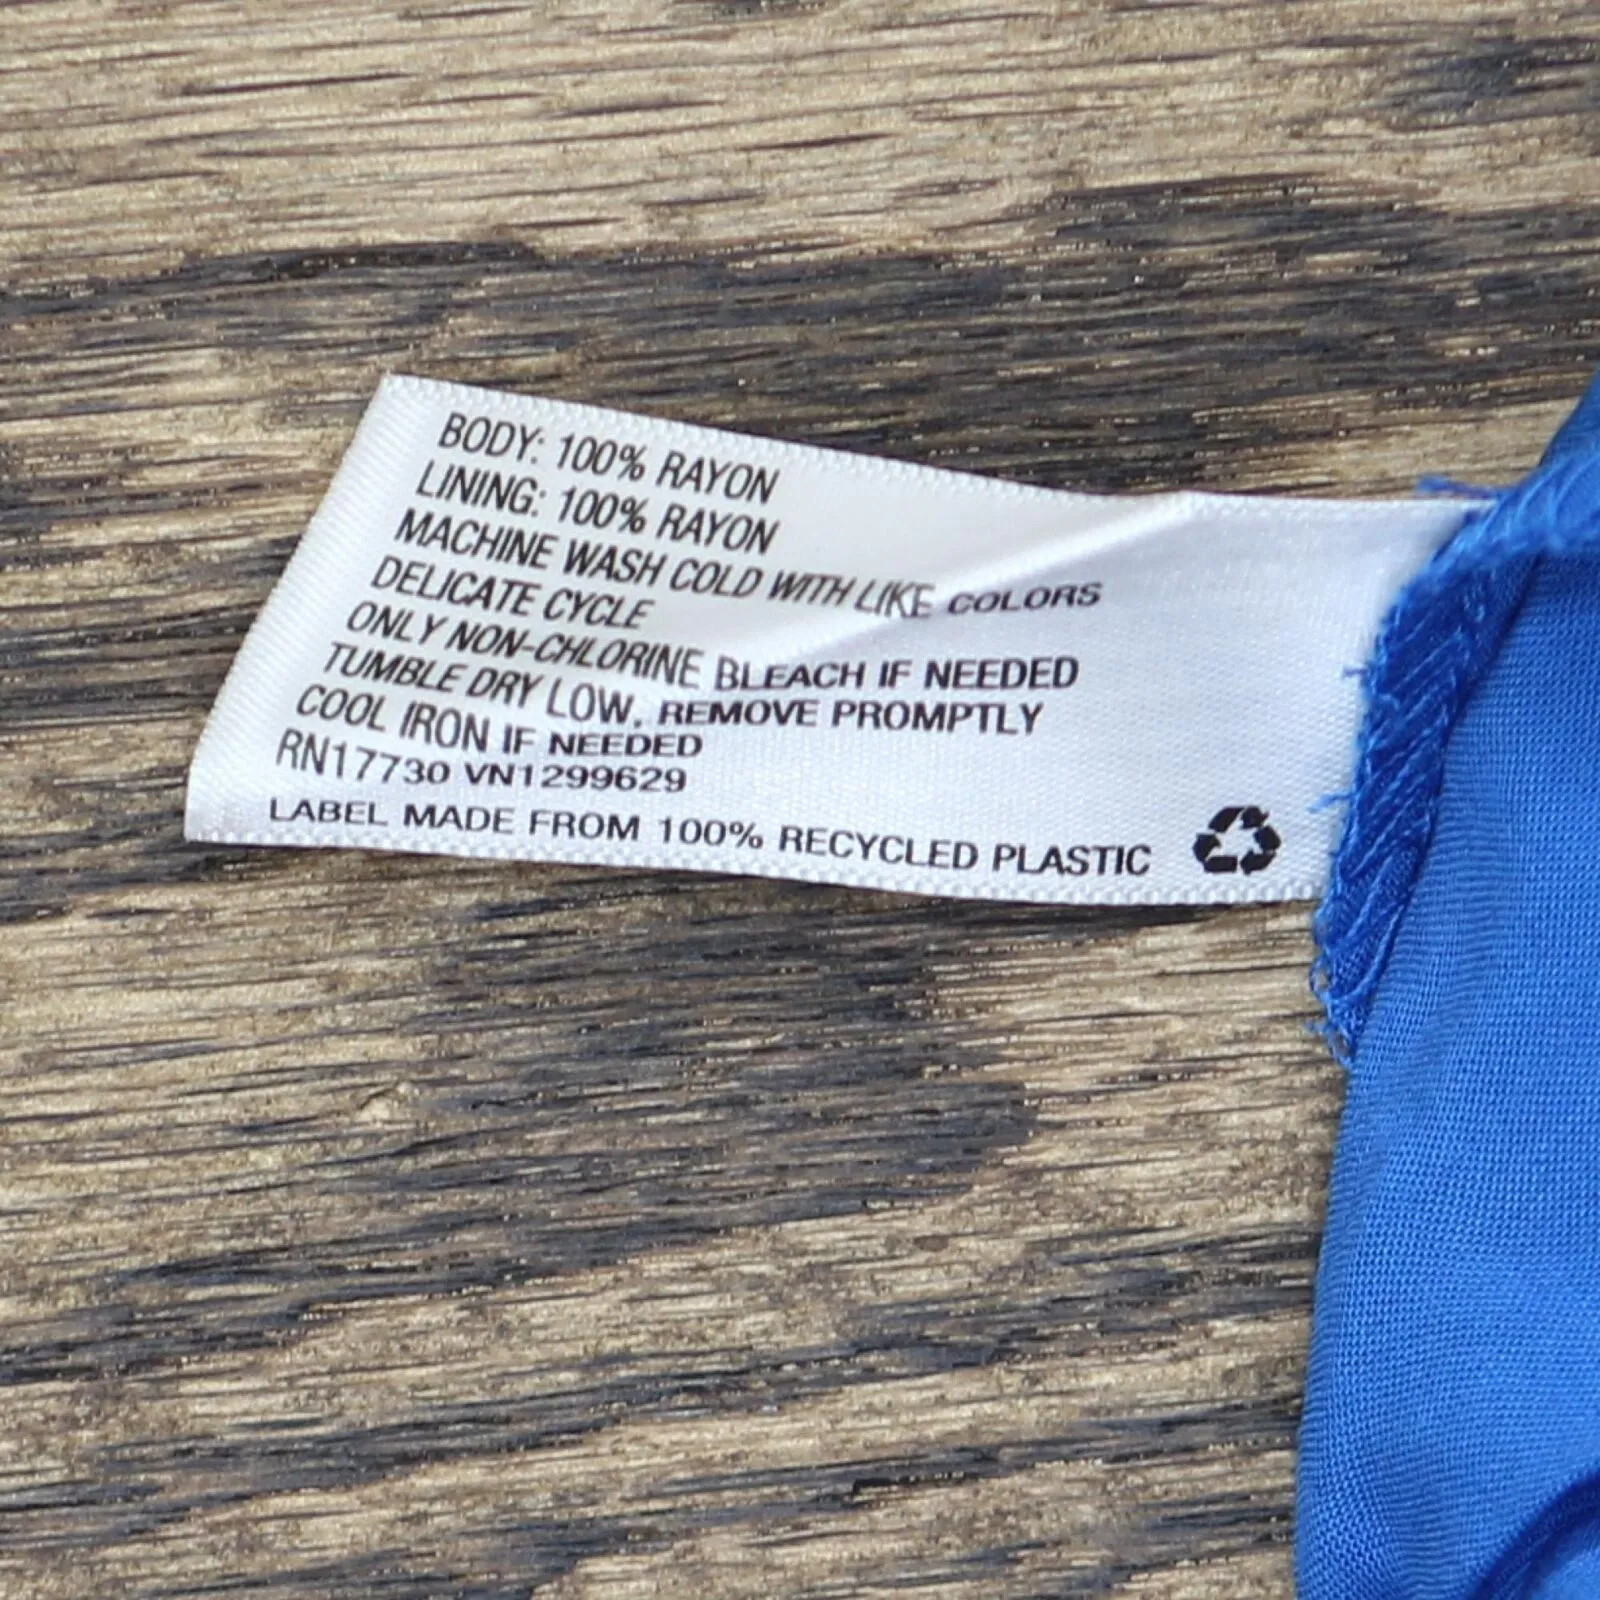 BODY: 100% RAYON
LINING: 100% RAYON
MACHINE WASH COLD WITH LIKE COLORS
DELICATE CYCLE
ONLY NON-CHLORINE BLEACH IF NEEDED
TUMBLE DRY LOW, REMOVE PROMPTLY
COOL IRON IF NEEDED
RN17730 VN1299629
LABEL MADE FROM 100% RECYCLED PLASTIC